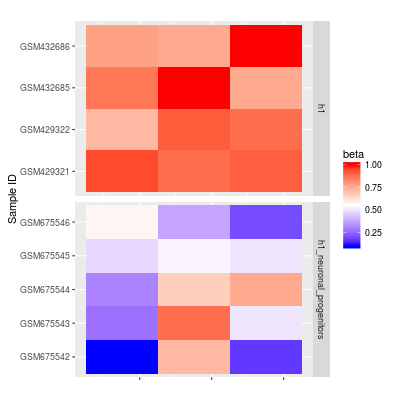 GSM432686
GSM432685
GSM429322
GSM429321
h1
GSM675546
GSM675545
GSM675544
GSM675543
GSM675542
h1_neuronal_progenitors
Sample ID
beta
1.00
0.75
0.50
0.25